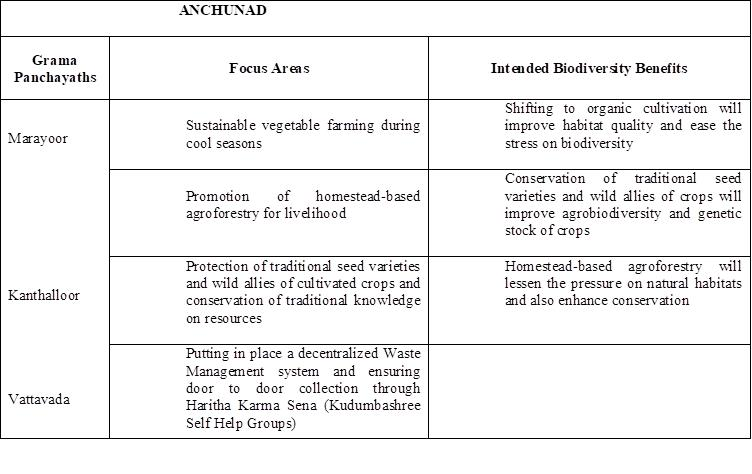 ANCHUNAD
Grama
Panchayaths
Focus Areas
Intended Biodiversity Benefits
Marayoor
Sustainable vegetable farming during
cool seasons
Shifting to organic cultivation will
improve habitat quality and ease the
stress on biodiversity
Promotion of homestead-based
agroforestry for livelihood
Conservation of traditional seed
varieties and wild allies of crops will
improve agrobiodiversity and genetic
stock of crops
Kanthalloor
Protection of traditional seed varieties
and wild allies of cultivated crops and
conservation of traditional knowledge
on resources
Homestead-based agroforestry will
lessen the pressure on natural habitats
and also enhance conservation
Vattavada
Putting in place a decentralized Waste
Management system and ensuring
door to door collection through
Haritha Karma Sena (Kudumbashree
Self Help Groups)